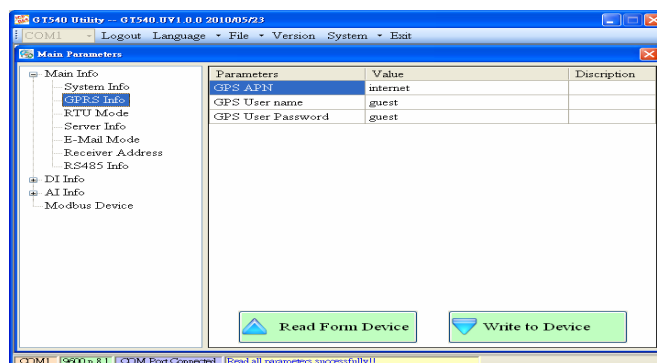 GT540 Utility -- GT540.UV1.0.0 2010/05/23
COM1 Logout Language File Version System Exit
Main Parameters
Main Info
System Info
GPRS Info
RTU Mode
Server Info
E-Mail Mode
Receiver Address
RS485 Info
DI Info
AI Info
Modbus Device
Parameters Value Discription
GPS APN internet
GPS User name guest
GPS User Password guest
Read Form Device Write to Device
COM1 9600 n 8 1 COM Port Connected [Read all parameters successfully!]